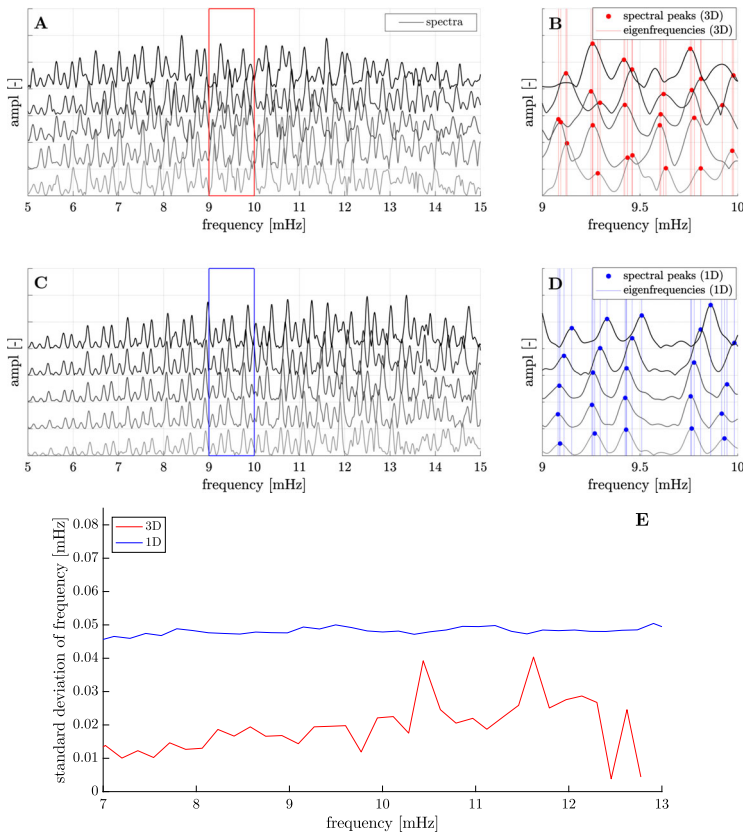 A
spectra
ampl [-]
5 6 7 8 9 10 11 12 13 14 15
frequency [mHz]
B
spectral peaks (3D)
eigenfrequencies (3D)
ampl [-]
9 9.5 10
frequency [mHz]
C
ampl [-]
5 6 7 8 9 10 11 12 13 14 15
frequency [mHz]
D
spectral peaks (1D)
eigenfrequencies (1D)
ampl [-]
9 9.5 10
frequency [mHz]
E
3D
1D
standard deviation of frequency [mHz]
0.08
0.07
0.06
0.05
0.04
0.03
0.02
0.01
0
7 8 9 10 11 12 13
frequency [mHz]